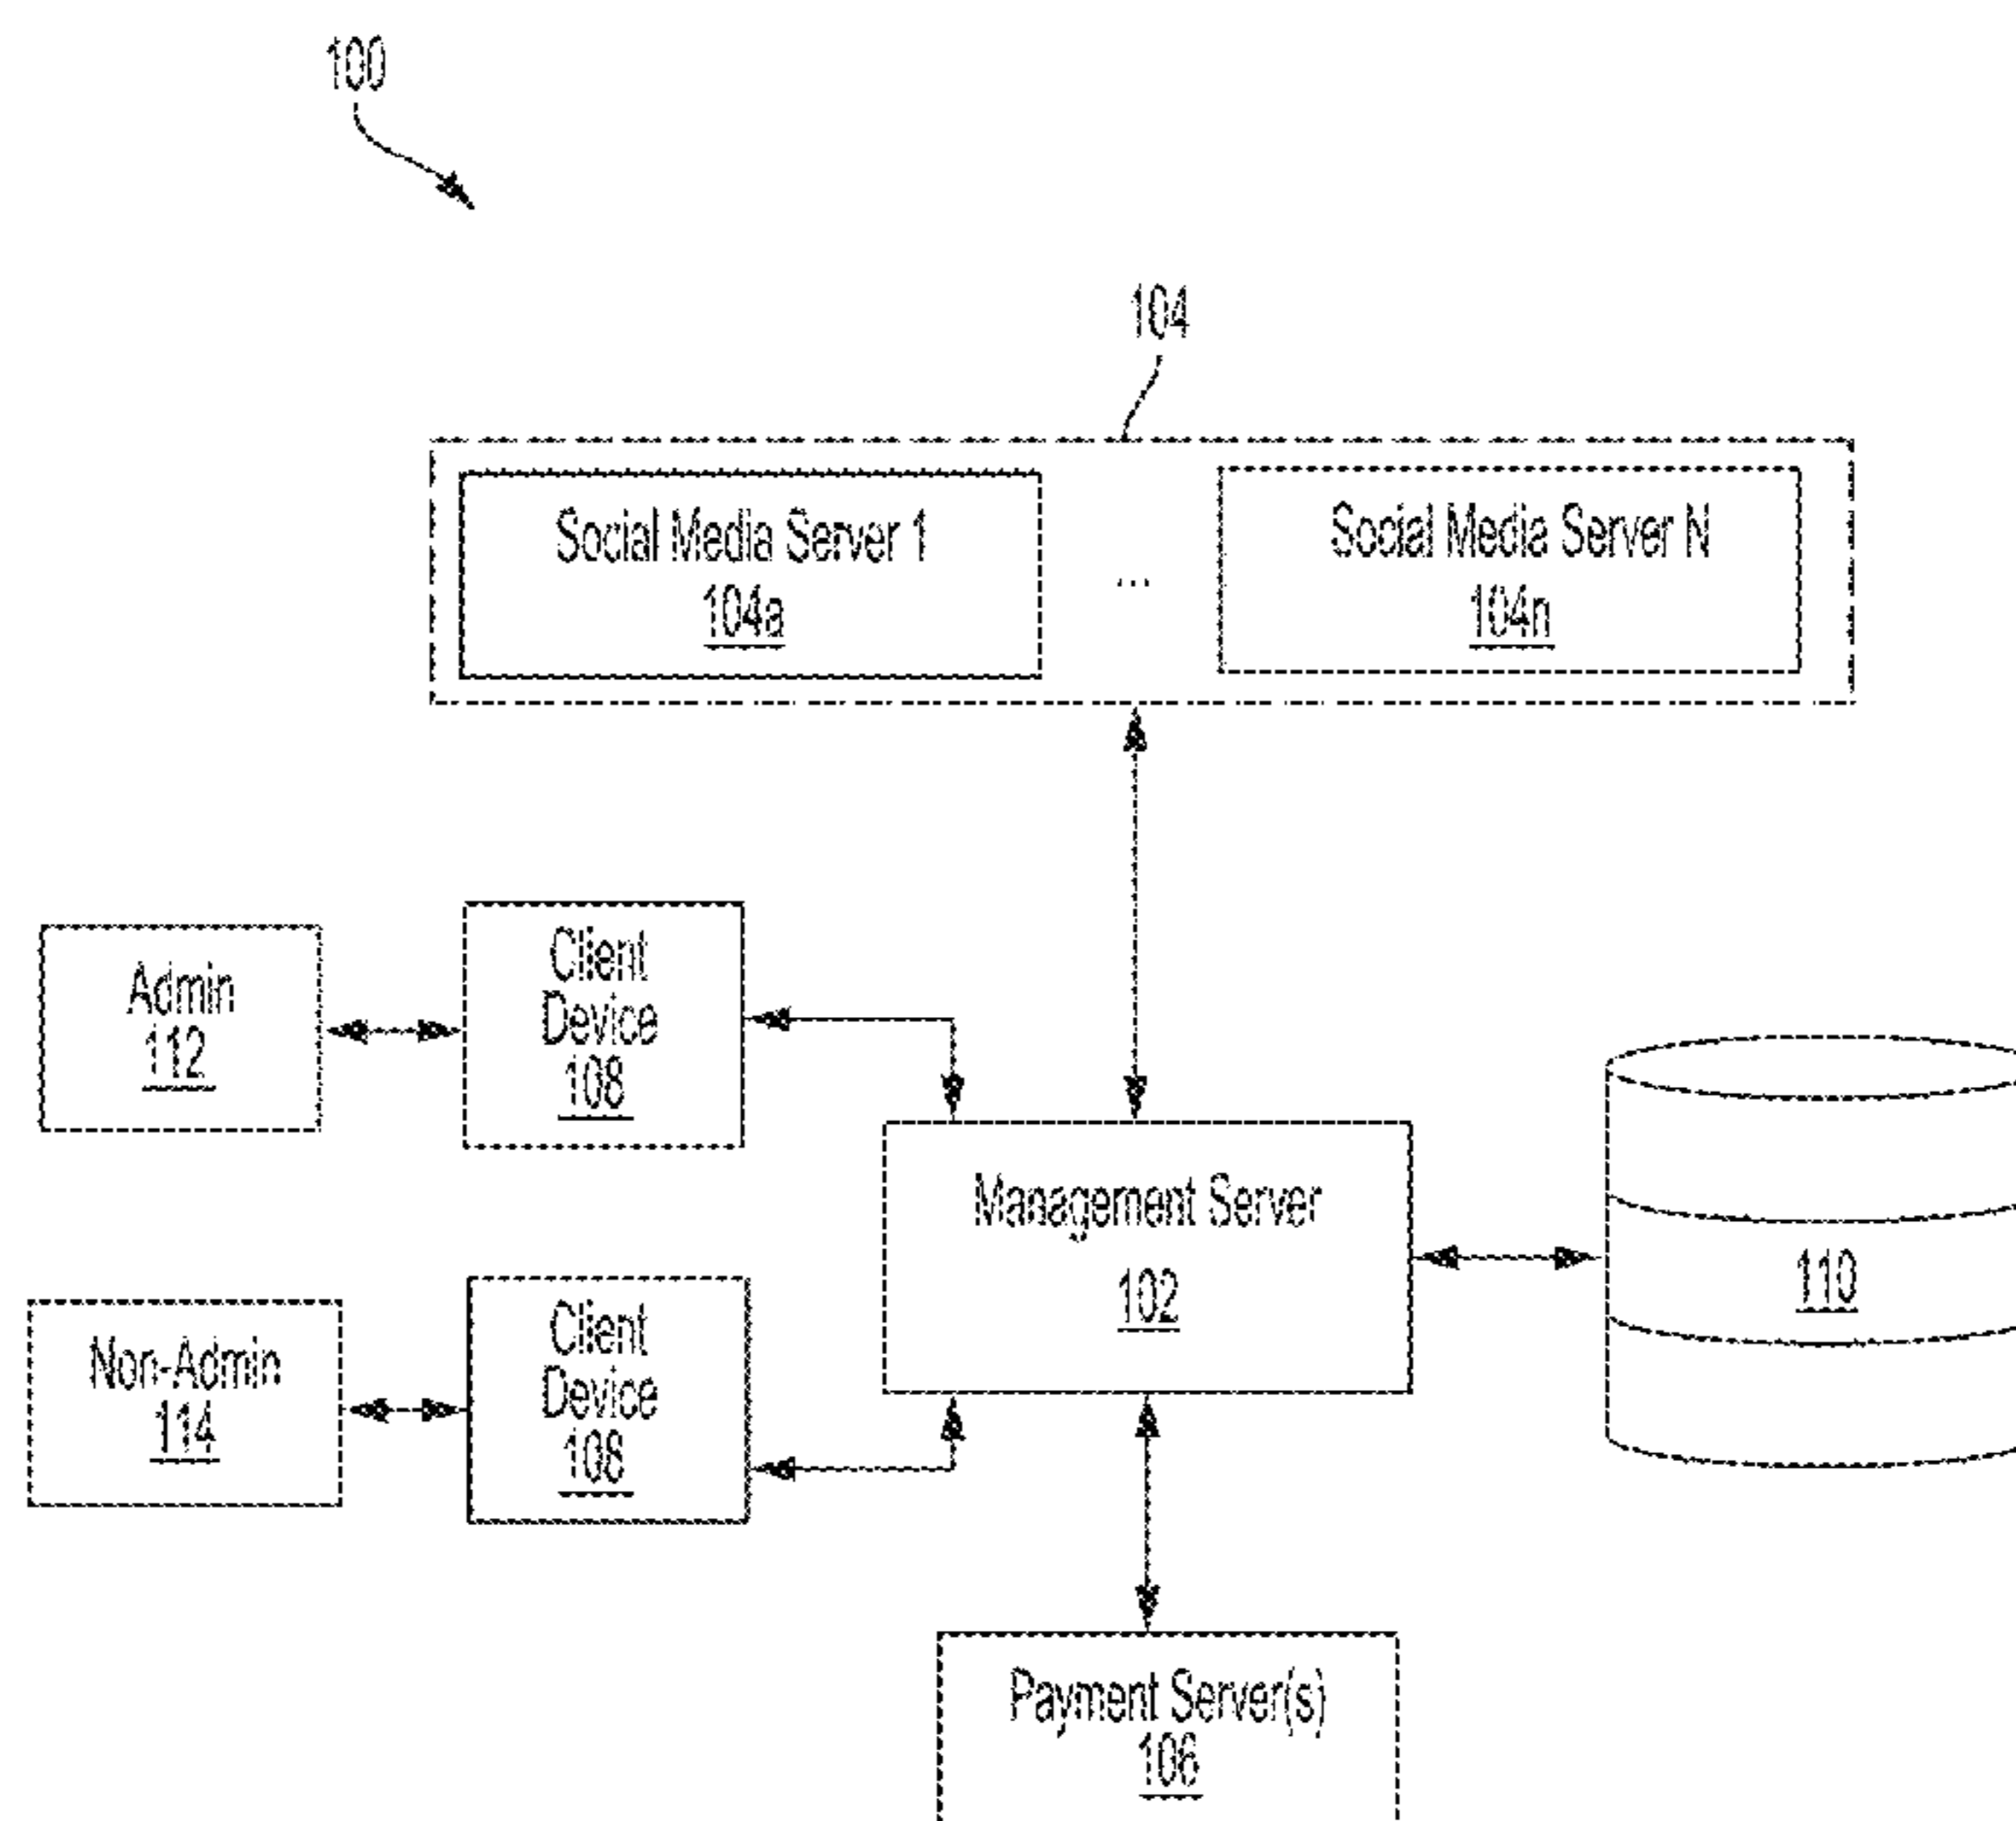 100
104
Social Media Server 1
104a
...
Social Media Server N
104n
Admin
112
Client
Device
108
Management Server
102
110
Non-Admin
114
Client
Device
108
Payment Server(s)
106